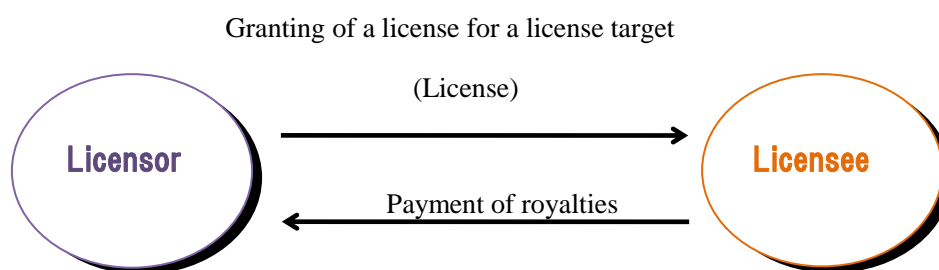 Granting of a license for a license target
(License)
Licensor
Licensee
Payment of royalties